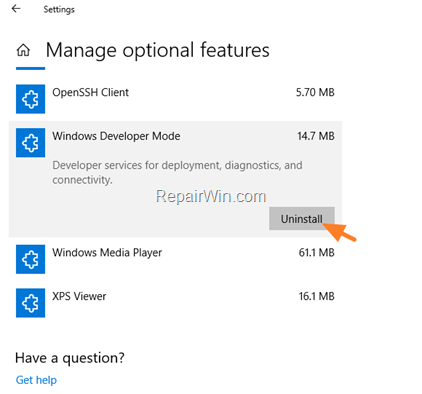 Settings
Manage optional features
OpenSSH Client 5.70 MB
Windows Developer Mode 14.7 MB
Developer services for deployment, diagnostics, and
connectivity.
RepairWin.com
Uninstall
Windows Media Player 61.1 MB
XPS Viewer 16.1 MB
Have a question?
Get help